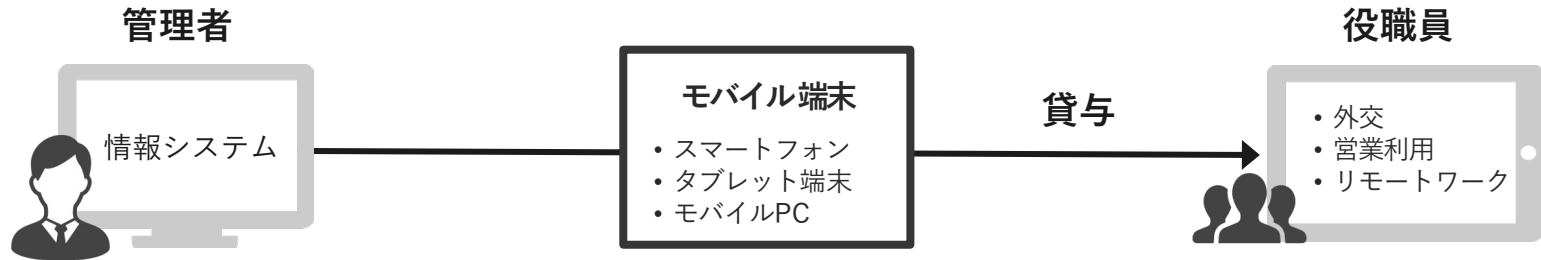 管理者
情報システム
モバイル端末
• スマートフォン
• タブレット端末
• モバイルPC
貸与
役職員
• 外交
• 営業利用
• リモートワーク